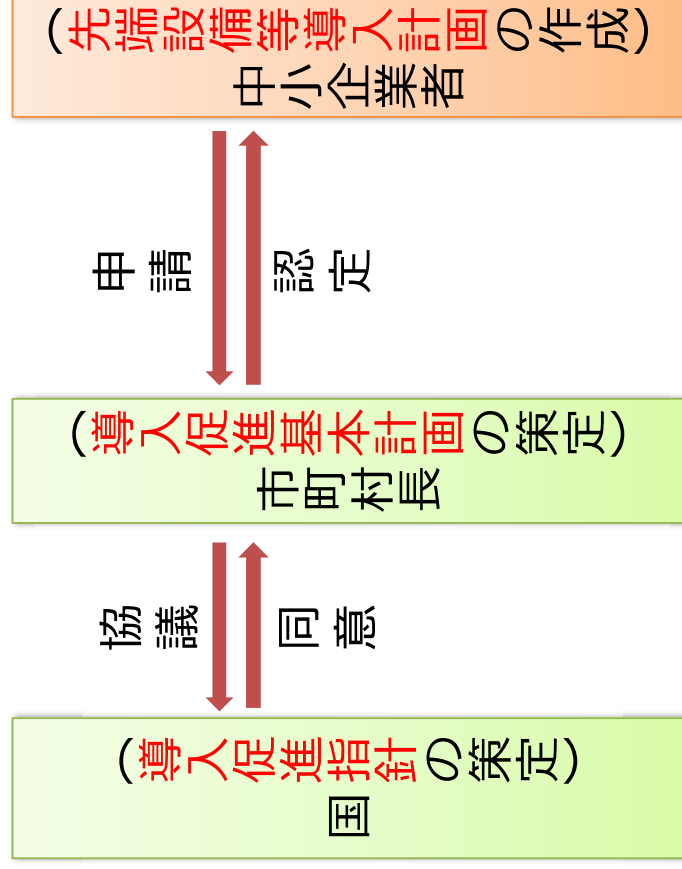 (先端設備等導入計画の作成)
中小企業者
申請
認定
(導入促進基本計画の策定)
市町村長
協議
同意
(導入促進指針の策定)
国